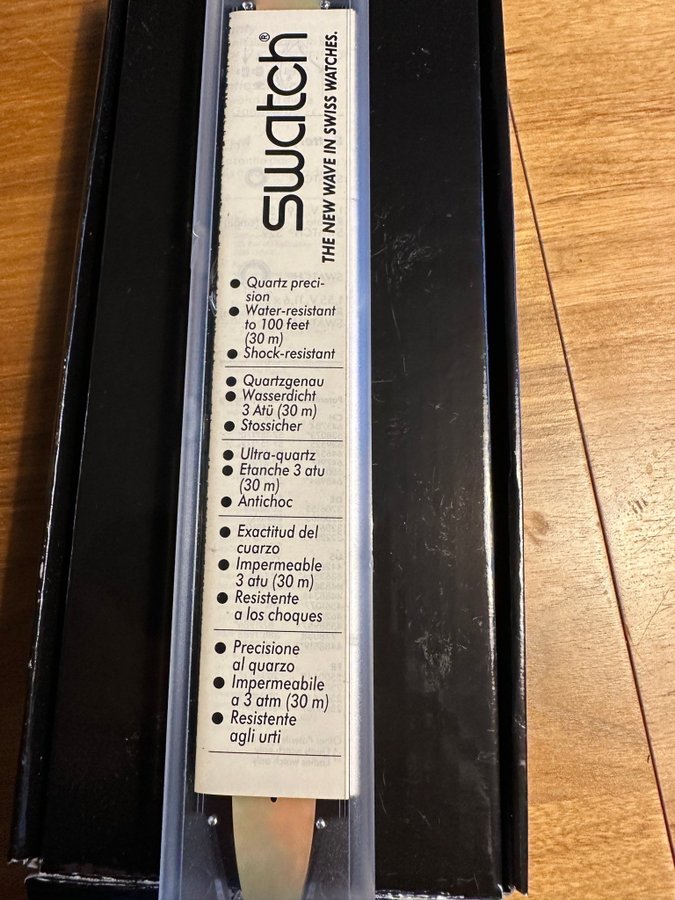 swatch®
THE NEW WAVE IN SWISS WATCHES.
● Quartz preci-
sion
● Water-resistant
to 100 feet
(30 m)
● Shock-resistant
● Quartzgenau
● Wasserdicht
3 Atü (30 m)
● Stossicher
● Ultra-quartz
● Etanche 3 atu
(30 m)
● Antichoc
● Exactitud del
cuarzo
● Impermeable
3 atu (30 m)
● Resistente
a los choques
● Precisione
al quarzo
● Impermeabile
a 3 atm (30 m)
● Resistente
agli urti